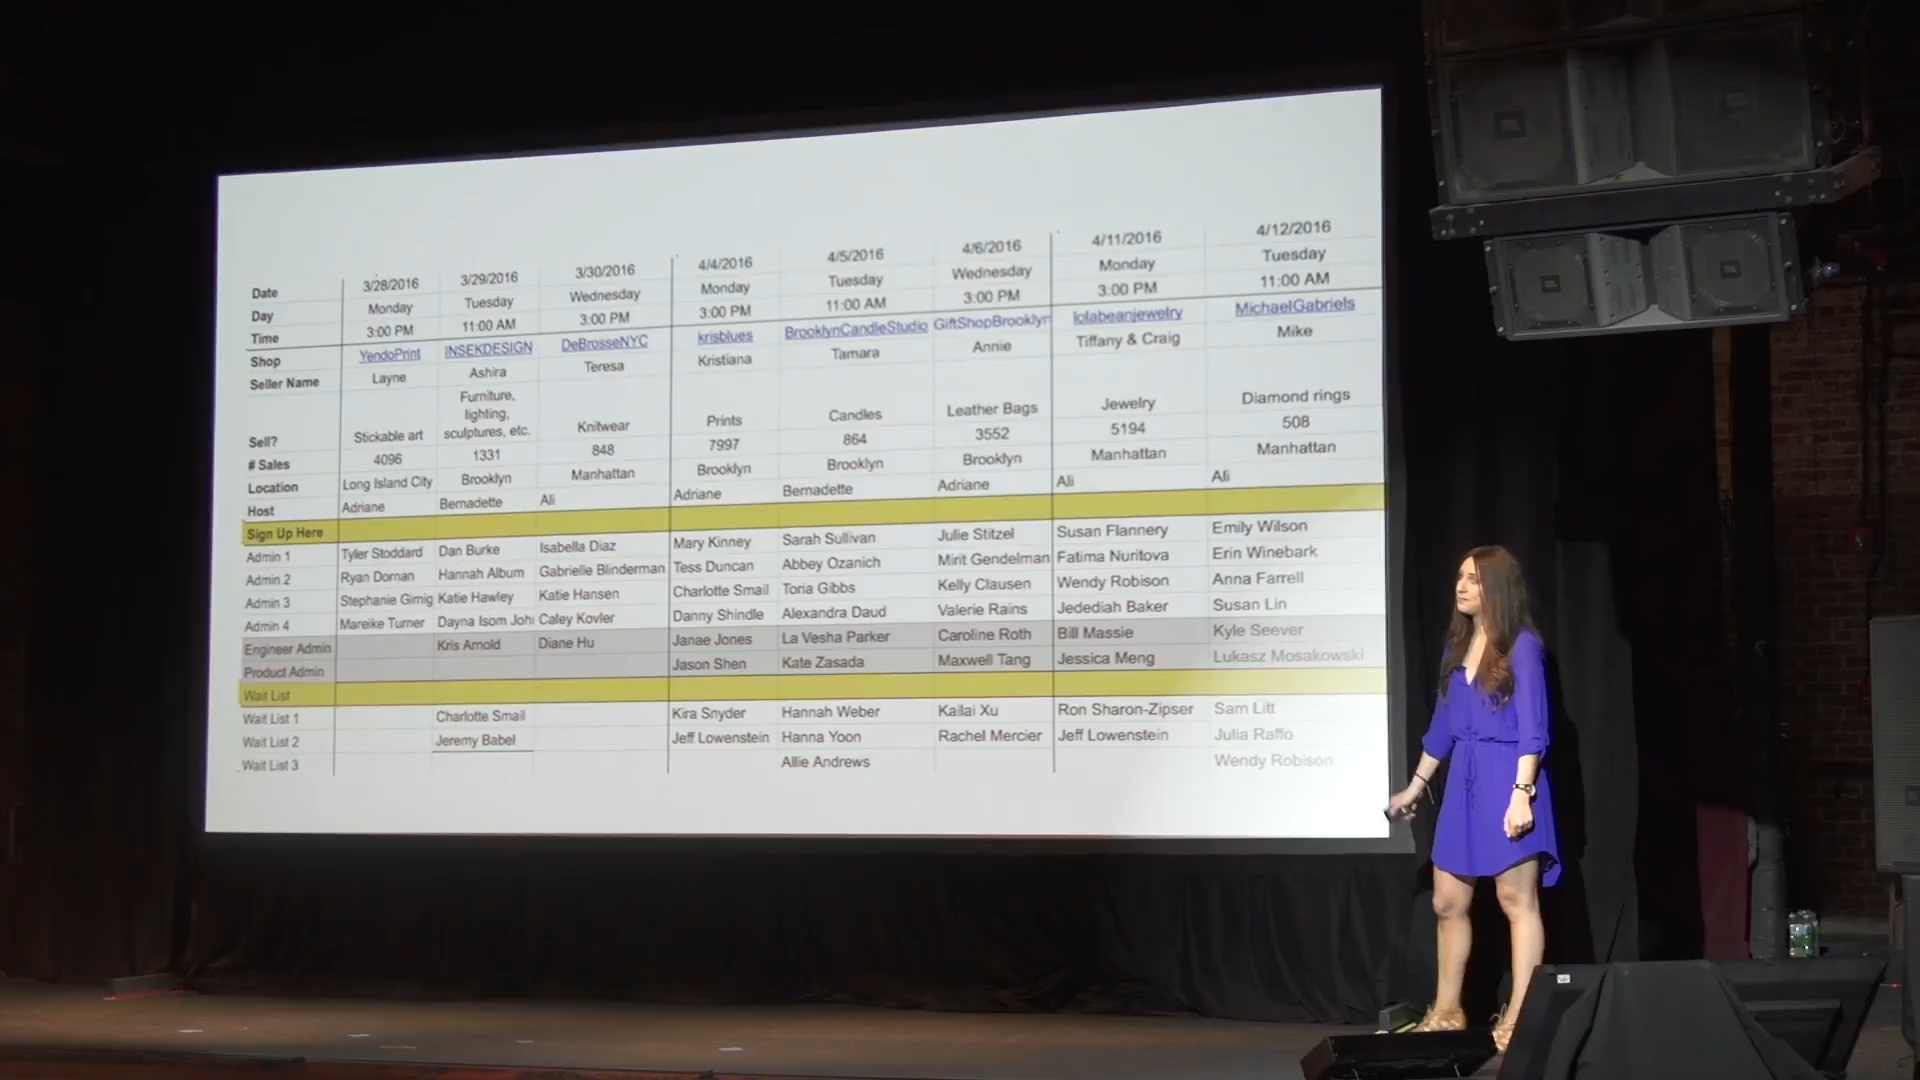 Date 3/28/2016 3/29/2016 3/30/2016 4/4/2016 4/5/2016 4/6/2016 4/11/2016 4/12/2016
Day Monday Tuesday Wednesday Monday Tuesday Wednesday Monday Tuesday
Time 3:00 PM 11:00 AM 3:00 PM 3:00 PM 11:00 AM 3:00 PM 3:00 PM 11:00 AM
Shop YendoPrint INSEKDESIGN DeBrosseNYC krisblues BrooklynCandleStudio GiftShopBrooklyn lolabeanjewelry MichaelGabriels
Seller Name Layne Ashira Teresa Kristiana Tamara Annie Tiffany & Craig Mike
Furniture,
lighting,
Sell? Stickable art sculptures, etc. Knitwear Prints Candles Leather Bags Jewelry Diamond rings
# Sales 4096 1331 848 7997 864 3552 5194 508
Location Long Island City Brooklyn Manhattan Brooklyn Brooklyn Brooklyn Manhattan Manhattan
Host Adriane Bernadette Ali Adriane Bernadette Adriane Ali Ali
Sign Up Here
Admin 1 Tyler Stoddard Dan Burke Isabella Diaz Mary Kinney Sarah Sullivan Julie Stitzel Susan Flannery Emily Wilson
Admin 2 Ryan Dornan Hannah Album Gabrielle Blinderman Tess Duncan Abbey Ozanich Mirit Gendelman Fatima Nuritova Erin Winebark
Admin 3 Stephanie Gimig Katie Hawley Katie Hansen Charlotte Smail Toria Gibbs Kelly Clausen Wendy Robison Anna Farrell
Admin 4 Mareike Turner Dayna Isom Joh Caley Kovler Danny Shindle Alexandra Daud Valerie Rains Jedediah Baker Susan Lin
Engineer Admin Kris Arnold Diane Hu Janae Jones La Vesha Parker Caroline Roth Bill Massie Kyle Seever
Product Admin Jason Shen Kate Zasada Maxwell Tang Jessica Meng Lukasz Mosakowski
Wait List
Wait List 1 Charlotte Smail Kira Snyder Hannah Weber Kailai Xu Ron Sharon-Zipser Sam Litt
Wait List 2 Jeremy Babel Jeff Lowenstein Hanna Yoon Rachel Mercier Jeff Lowenstein Julia Raffo
Wait List 3 Allie Andrews Wendy Robison